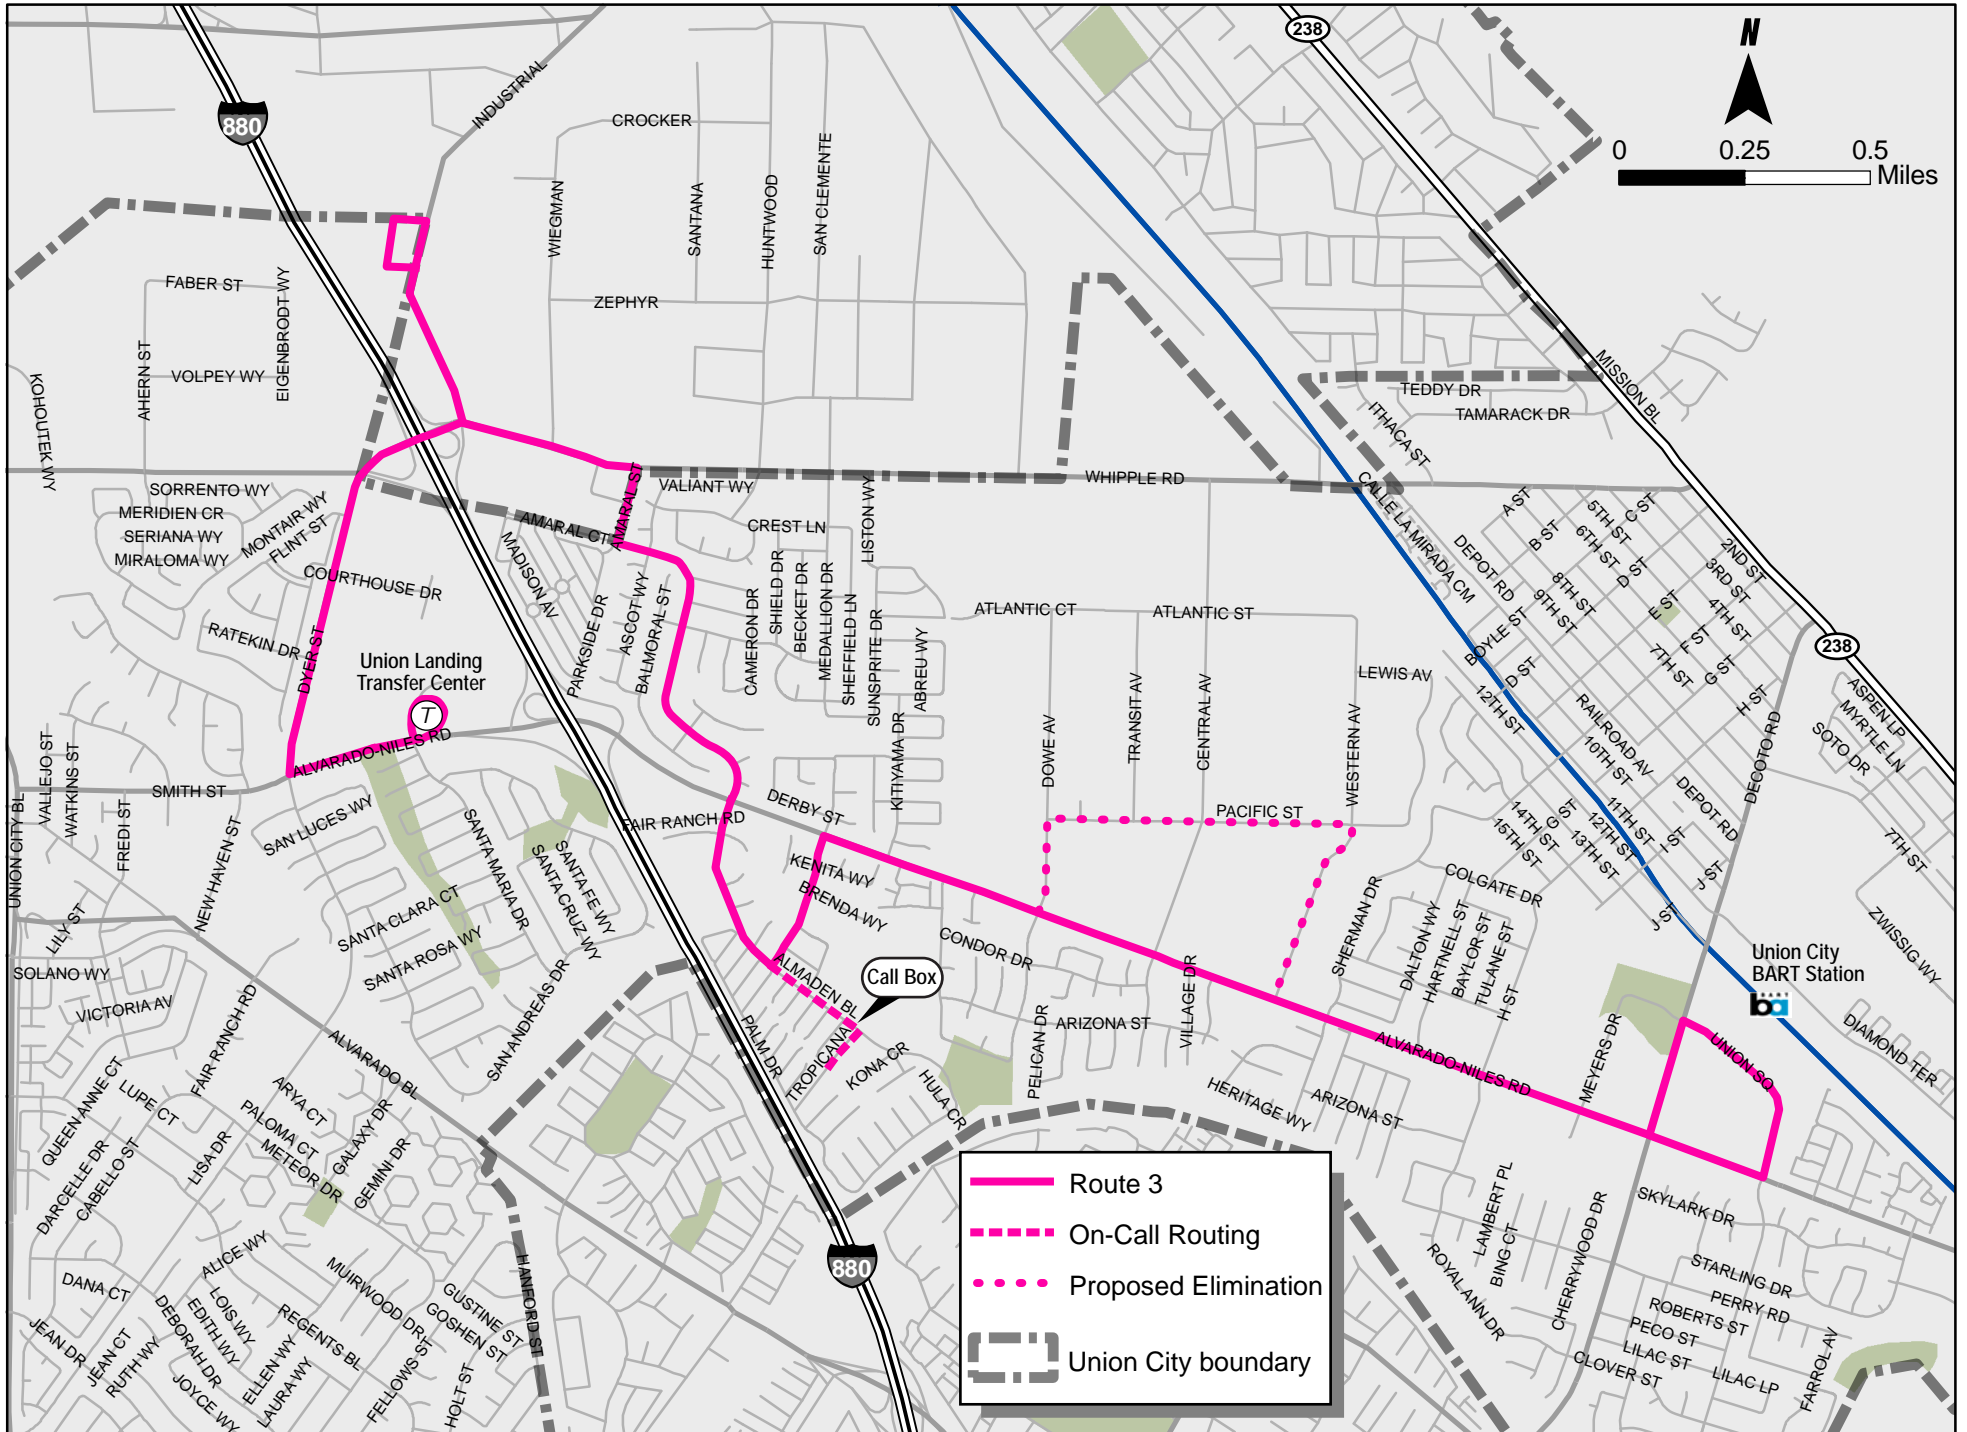 238
N
0 0.25 0.5
Miles
880
INDUSTRIAL
CROCKER
WIEGMAN
SANTANA
HUNTWOOD
SAN CLEMENTE
ZEPHYR
FABER ST
EIGENBRODT WY
AHERN ST
VOLPEY WY
KOHOUTEK WY
MISSION BL
TEDDY DR
TAMARACK DR
ITHACA ST
WHIPPLE RD
SORRENTO WY
MERIDIEN CR
SERIANA WY
MIRALOMA WY
MONTAIR WY
FLINT ST
COURTHOUSE DR
RATEKIN DR
DYER ST
AMARAL CT
AMARAL ST
VALIANT WY
CREST LN
LISTON WY
MADISON AV
PARKSIDE DR
ASCOT WY
BALMORAL ST
CAMERON DR
SHIELD DR
BECKET DR
MEDALLION DR
SHEFFIELD LN
SUNSPRITE DR
ABREU WY
KITIYAMA DR
ATLANTIC CT
ATLANTIC ST
DOWE AV
TRANSIT AV
CENTRAL AV
WESTERN AV
LEWIS AV
PACIFIC ST
CALLE LA MIRADA CM
DEPOT RD
BOYLE ST
A ST
B ST
C ST
D ST
5TH ST
6TH ST
8TH ST
9TH ST
E ST
F ST
G ST
H ST
2ND ST
3RD ST
4TH ST
7TH ST
D ST
12TH ST
RAILROAD AV
10TH ST
DEPOT RD
11TH ST
12TH ST
13TH ST
14TH ST
15TH ST
G ST
I ST
J ST
J ST
DECOTO RD
238
ASPEN LP
MYRTLE LN
SOTO DR
7TH ST
ZWISSIG WY
DIAMOND TER
Union City
BART Station
ba
UNION SQ
Union Landing
Transfer Center
T
ALVARADO-NILES RD
SMITH ST
UNION CITY BL
VALLEJO ST
WATKINS ST
FREDI ST
NEW HAVEN ST
SAN LUCES WY
SANTA MARIA DR
SANTA FE WY
SANTA CRUZ WY
SANTA CLARA CT
SANTA ROSA WY
SAN ANDREAS DR
FAIR RANCH RD
DERBY ST
KENITA WY
BRENDA WY
CONDOR DR
ALMADEN BL
Call Box
TROPICANA
KONA CR
HULA CR
PALM DR
PELICAN DR
ARIZONA ST
VILLAGE DR
SHERMAN DR
DALTON WY
HARTNELL ST
BAYLOR ST
TULANE ST
H ST
COLGATE DR
ALVARADO-NILES RD
MEYERS DR
HERITAGE WY
ARIZONA ST
LAMBERT PL
BING CT
ROYAL ANN DR
CHERRYWOOD DR
SKYLARK DR
STARLING DR
PERRY RD
ROBERTS ST
PECO ST
LILAC ST
CLOVER ST
LILAC LP
FARROL AV
LILY ST
SOLANO WY
VICTORIA AV
FAIR RANCH RD
ALVARADO BL
QUEEN ANNE CT
LUPE CT
DARCELLE DR
CABELLO ST
LISA DR
ARYA CT
PALOMA CT
METEOR DR
GALAXY DR
GEMINI DR
ALICE WY
DANA CT
JEAN DR
JEAN CT
RUTH WY
DEBORAH DR
EDITH WY
LOIS WY
JOYCE WY
ELLEN WY
LAURA WY
REGENTS BL
MUIRWOOD DR
FELLOWS ST
GUSTINE ST
GOSHEN ST
HOLT ST
HANFORD ST
880
Route 3
On-Call Routing
Proposed Elimination
Union City boundary